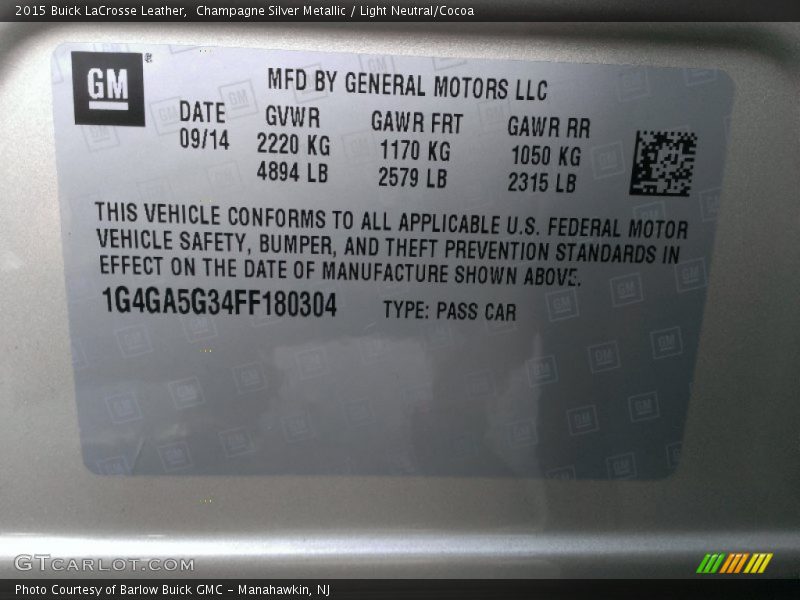 2015 Buick LaCrosse Leather,  Champagne Silver Metallic / Light Neutral/Cocoa
GM
®
MFD BY GENERAL MOTORS LLC
DATE GVWR GAWR FRT GAWR RR
09/14 2220 KG 1170 KG 1050 KG
4894 LB 2579 LB 2315 LB
THIS VEHICLE CONFORMS TO ALL APPLICABLE U.S. FEDERAL MOTOR
VEHICLE SAFETY, BUMPER, AND THEFT PREVENTION STANDARDS IN
EFFECT ON THE DATE OF MANUFACTURE SHOWN ABOVE.
1G4GA5G34FF180304 TYPE: PASS CAR
GTCARLOT.COM
Photo Courtesy of Barlow Buick GMC - Manahawkin, NJ